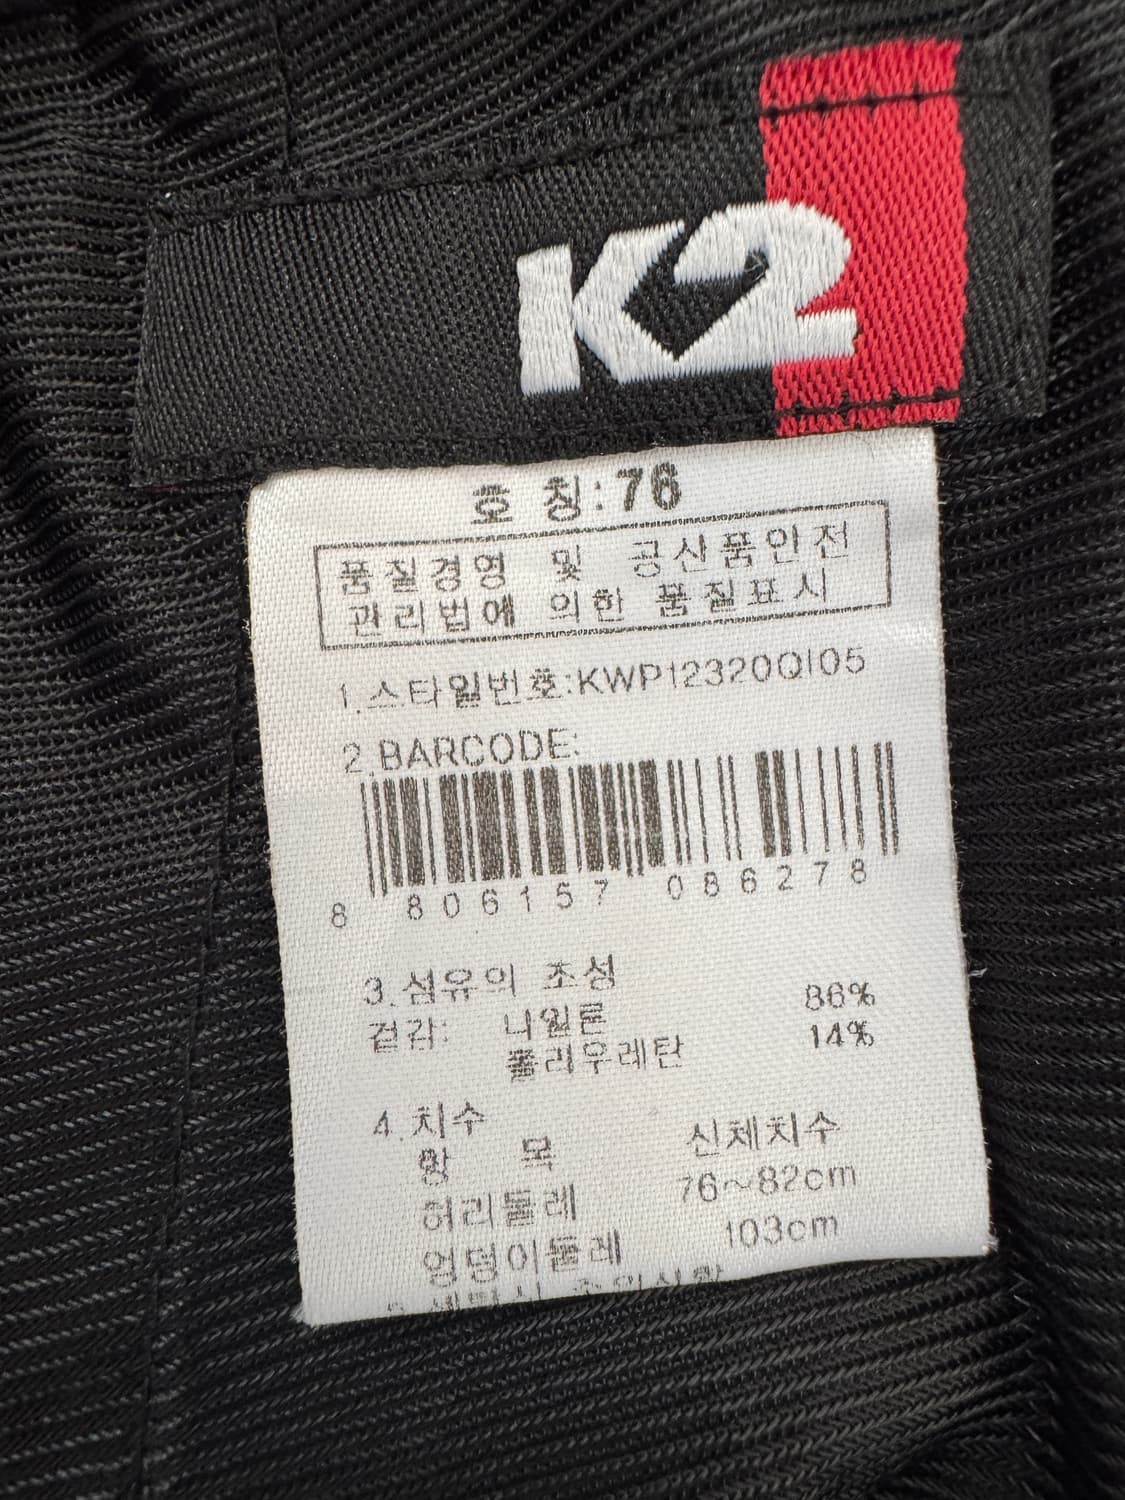 K2
호 칭:76
품질경영 및 공산품안전
관리법에 의한 품질표시
1.스타일번호:KWP12320QI05
2.BARCODE:
8 806157 086278
3.섬유의 조성
겉감: 나일론 86%
폴리우레탄 14%
4.치수
항 목 신체치수
허리둘레 76~82cm
엉덩이둘레 103cm